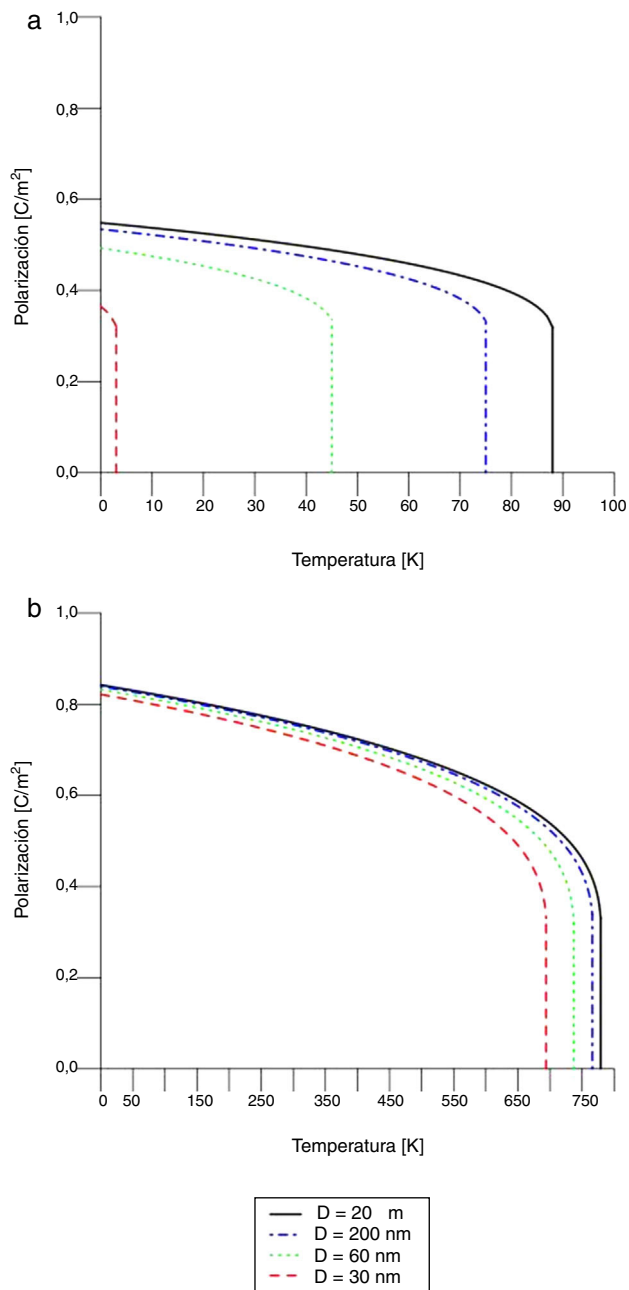 a
1,0
0,8
0,6
0,4
0,2
0,0
Polarización [C/m²]
0 10 20 30 40 50 60 70 80 90 100
Temperatura [K]
b
1,0
0,8
0,6
0,4
0,2
0,0
Polarización [C/m²]
0 50 150 250 350 450 550 650 750
Temperatura [K]
D = 20 m
D = 200 nm
D = 60 nm
D = 30 nm